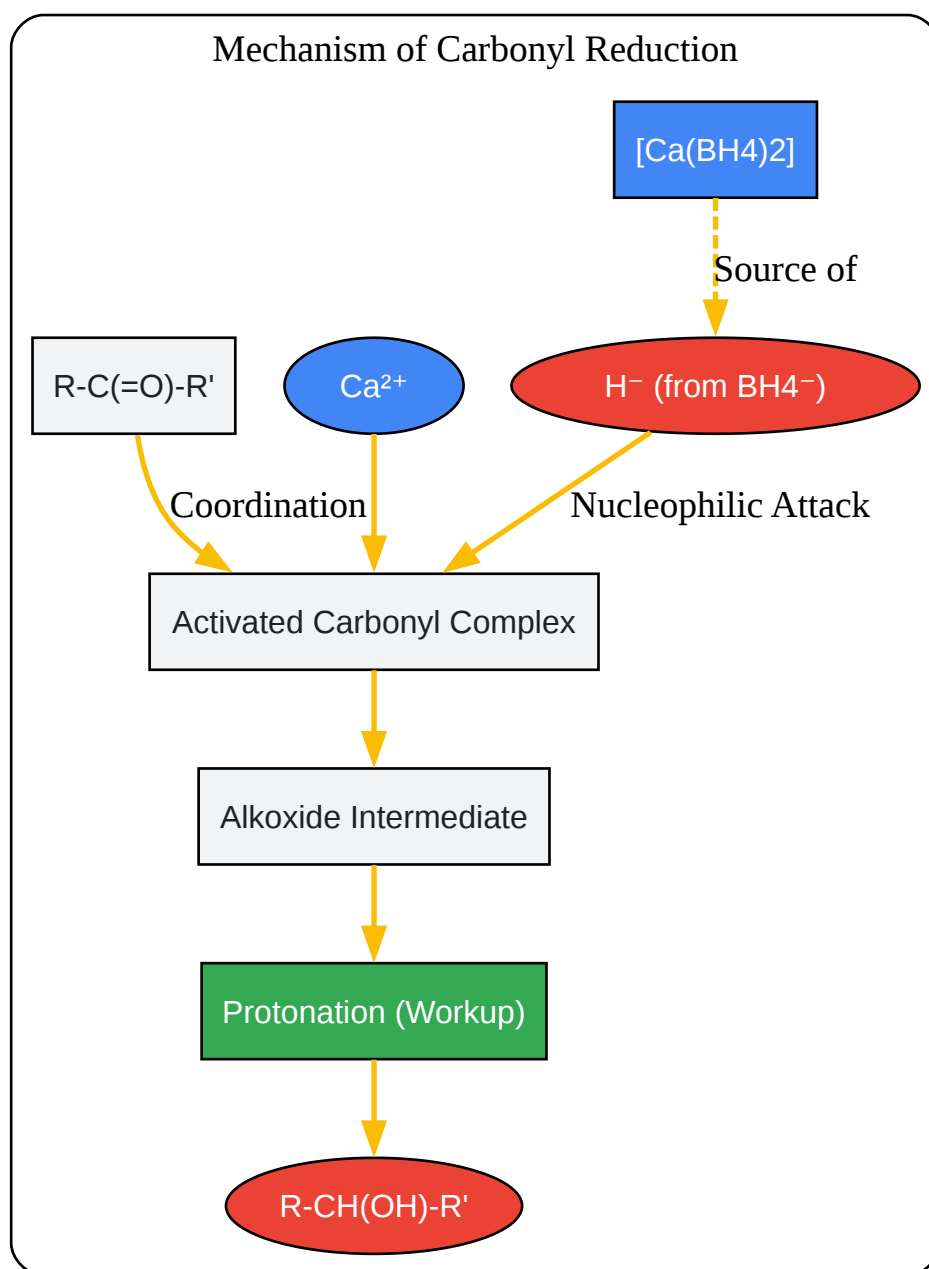 Mechanism of Carbonyl Reduction
[Ca(BH4)2]
Source of
R-C(=O)-R'
Ca²⁺
H⁻ (from BH4⁻)
Coordination
Nucleophilic Attack
Activated Carbonyl Complex
Alkoxide Intermediate
Protonation (Workup)
R-CH(OH)-R'